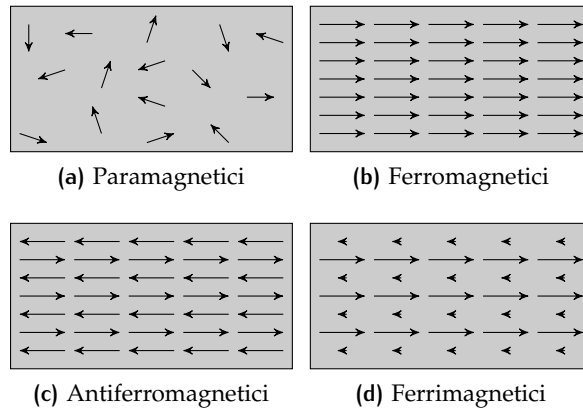 (a) Paramagnetici
(b) Ferromagnetici
(c) Antiferromagnetici
(d) Ferrimagnetici